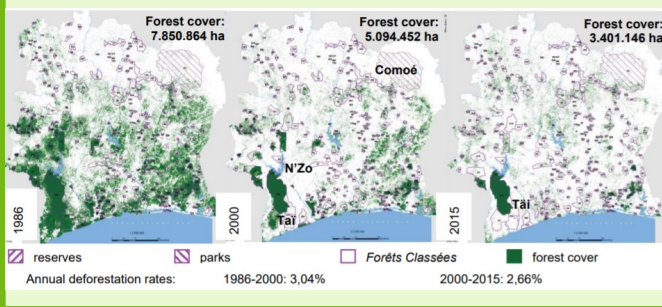 Forest cover:
7.850.864 ha
Forest cover:
5.094.452 ha
Forest cover:
3.401.146 ha
Comoé
N'Zo
Taï
Täi
1986
2000
2015
reserves
parks
Forêts Classées
forest cover
Annual deforestation rates:
1986-2000: 3,04%
2000-2015: 2,66%